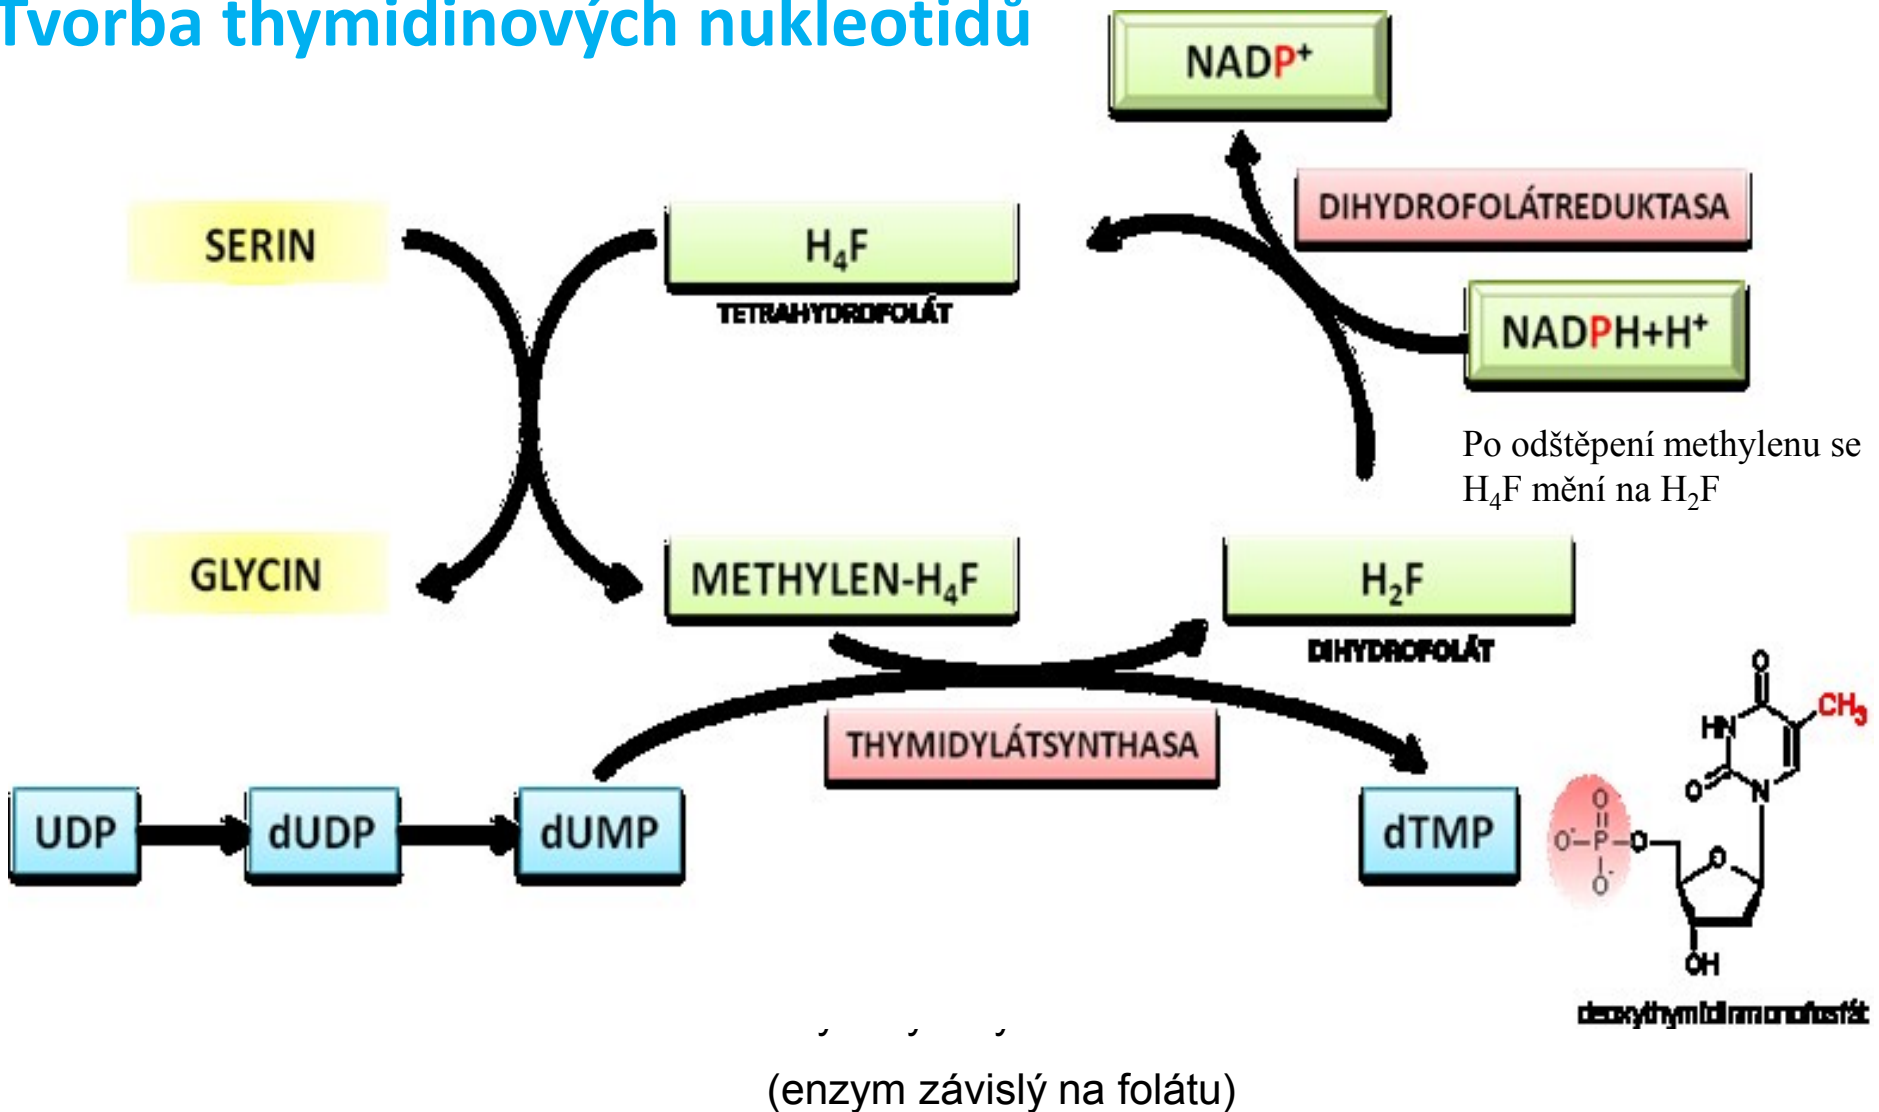 Tvorba thymidinových nukleotidů
NADP⁺
DIHYDROFOLÁTREDUKTASA
SERIN
H₄F
TETRAHYDROFOLÁT
NADPH+H⁺
Po odštěpení methylenu se
H₄F mění na H₂F
GLYCIN
METHYLEN-H₄F
H₂F
DIHYDROFOLÁT
THYMIDYLÁTSYNTHASA
UDP
dUDP
dUMP
dTMP
O
CH₃
HN
O
N
O
O⁻
P
O
O
O⁻
OH
deoxythymidinmonofosfát
(enzym závislý na folátu)